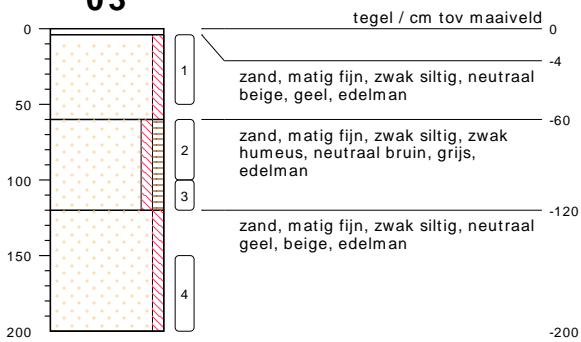 03
tegel / cm tov maaiveld
0
0
-4
1
zand, matig fijn, zwak siltig, neutraal
beige, geel, edelman
50
-60
2
zand, matig fijn, zwak siltig, zwak
humeus, neutraal bruin, grijs,
edelman
100
3
-120
zand, matig fijn, zwak siltig, neutraal
geel, beige, edelman
150
4
200
-200